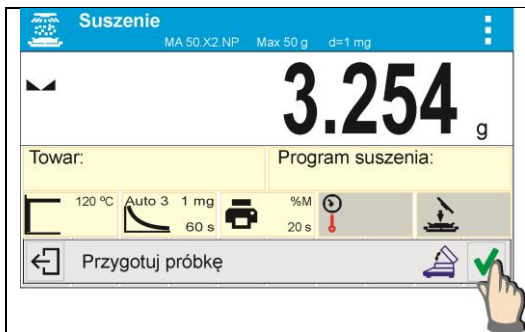 Suszenie
MA 50.X2.NP Max 50 g d=1 mg
3.254 g
Towar: Program suszenia:
120 ºC Auto 3 1 mg %M
60 s 20 s
Przygotuj próbkę